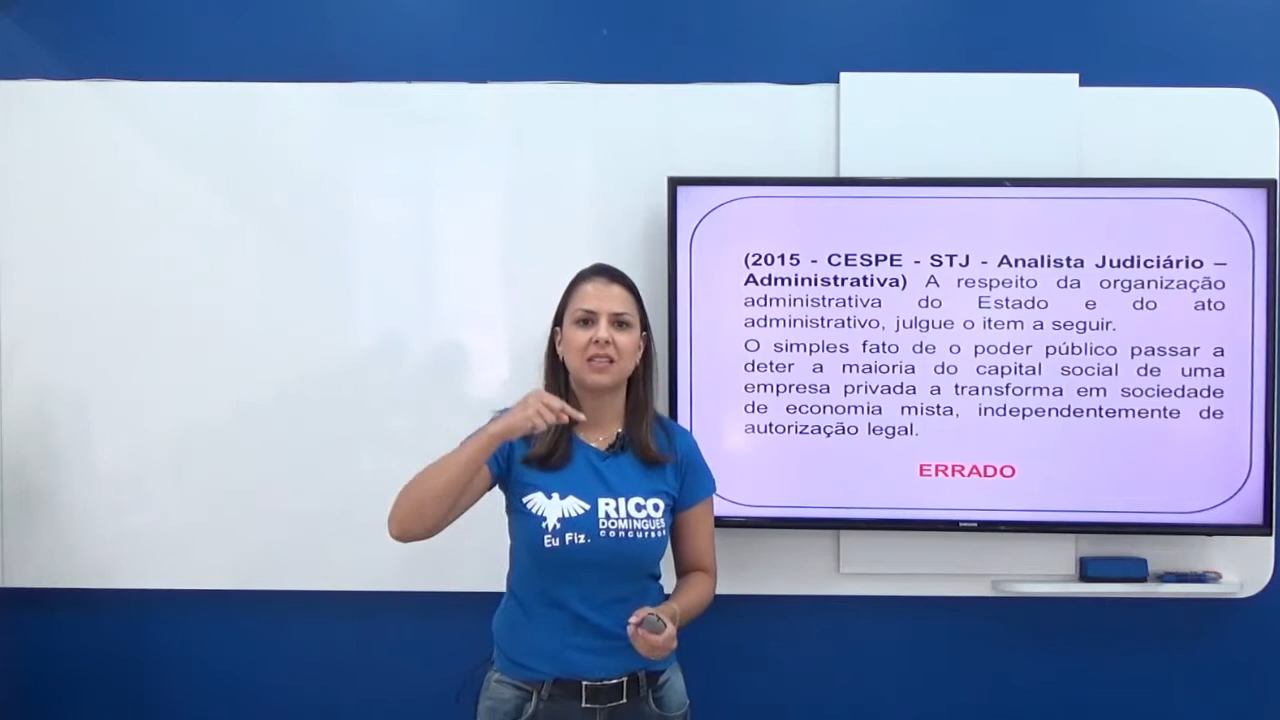 (2015 - CESPE - STJ - Analista Judiciário –
Administrativa) A respeito da organização
administrativa do Estado e do ato
administrativo, julgue o item a seguir.
O simples fato de o poder público passar a
deter a maioria do capital social de uma
empresa privada a transforma em sociedade
de economia mista, independentemente de
autorização legal.
ERRADO
SAMSUNG
RICO
DOMINGUES
concursos
Eu Fiz.